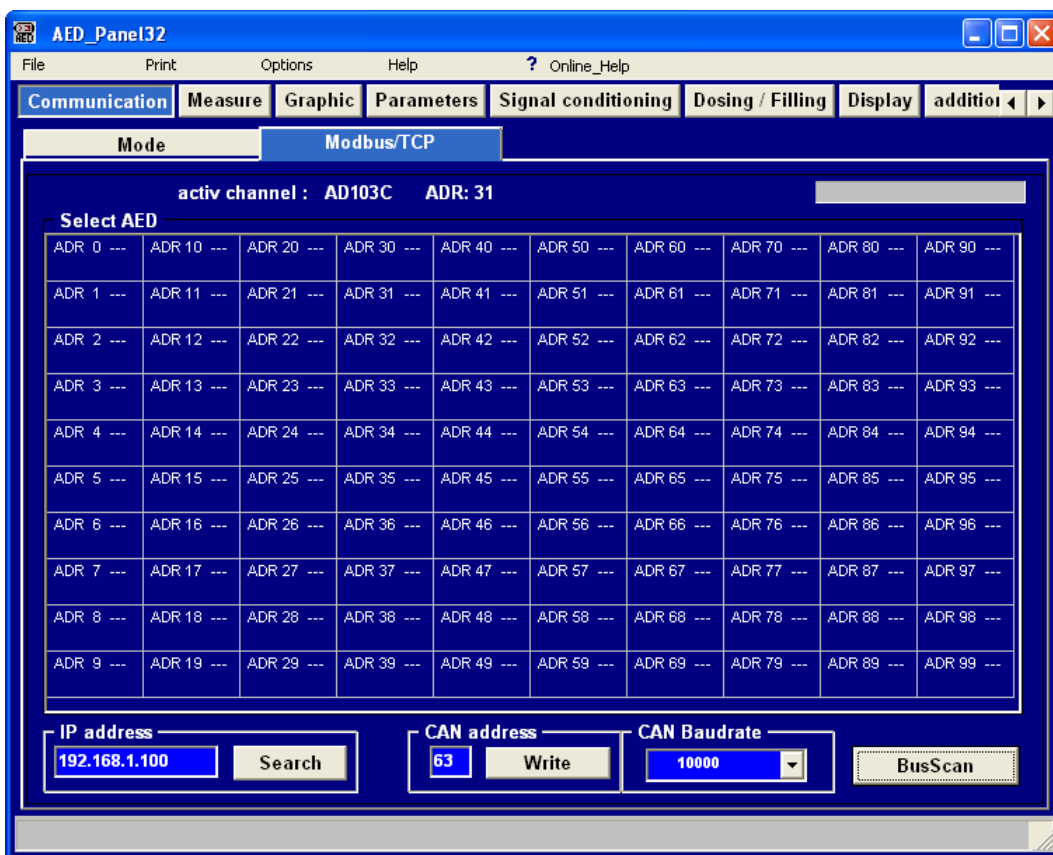 AED_Panel32
File Print Options Help ? Online_Help
Communication Measure Graphic Parameters Signal conditioning Dosing / Filling Display
Mode Modbus/TCP
activ channel : AD103C ADR: 31
Select AED
ADR 0 --- ADR 10 --- ADR 20 --- ADR 30 --- ADR 40 --- ADR 50 --- ADR 60 --- ADR 70 --- ADR 80 --- ADR 90 ---
ADR 1 --- ADR 11 --- ADR 21 --- ADR 31 --- ADR 41 --- ADR 51 --- ADR 61 --- ADR 71 --- ADR 81 --- ADR 91 ---
ADR 2 --- ADR 12 --- ADR 22 --- ADR 32 --- ADR 42 --- ADR 52 --- ADR 62 --- ADR 72 --- ADR 82 --- ADR 92 ---
ADR 3 --- ADR 13 --- ADR 23 --- ADR 33 --- ADR 43 --- ADR 53 --- ADR 63 --- ADR 73 --- ADR 83 --- ADR 93 ---
ADR 4 --- ADR 14 --- ADR 24 --- ADR 34 --- ADR 44 --- ADR 54 --- ADR 64 --- ADR 74 --- ADR 84 --- ADR 94 ---
ADR 5 --- ADR 15 --- ADR 25 --- ADR 35 --- ADR 45 --- ADR 55 --- ADR 65 --- ADR 75 --- ADR 85 --- ADR 95 ---
ADR 6 --- ADR 16 --- ADR 26 --- ADR 36 --- ADR 46 --- ADR 56 --- ADR 66 --- ADR 76 --- ADR 86 --- ADR 96 ---
ADR 7 --- ADR 17 --- ADR 27 --- ADR 37 --- ADR 47 --- ADR 57 --- ADR 67 --- ADR 77 --- ADR 87 --- ADR 97 ---
ADR 8 --- ADR 18 --- ADR 28 --- ADR 38 --- ADR 48 --- ADR 58 --- ADR 68 --- ADR 78 --- ADR 88 --- ADR 98 ---
ADR 9 --- ADR 19 --- ADR 29 --- ADR 39 --- ADR 49 --- ADR 59 --- ADR 69 --- ADR 79 --- ADR 89 --- ADR 99 ---
IP address CAN address CAN Baudrate
192.168.1.100 Search 63 Write 10000 BusScan